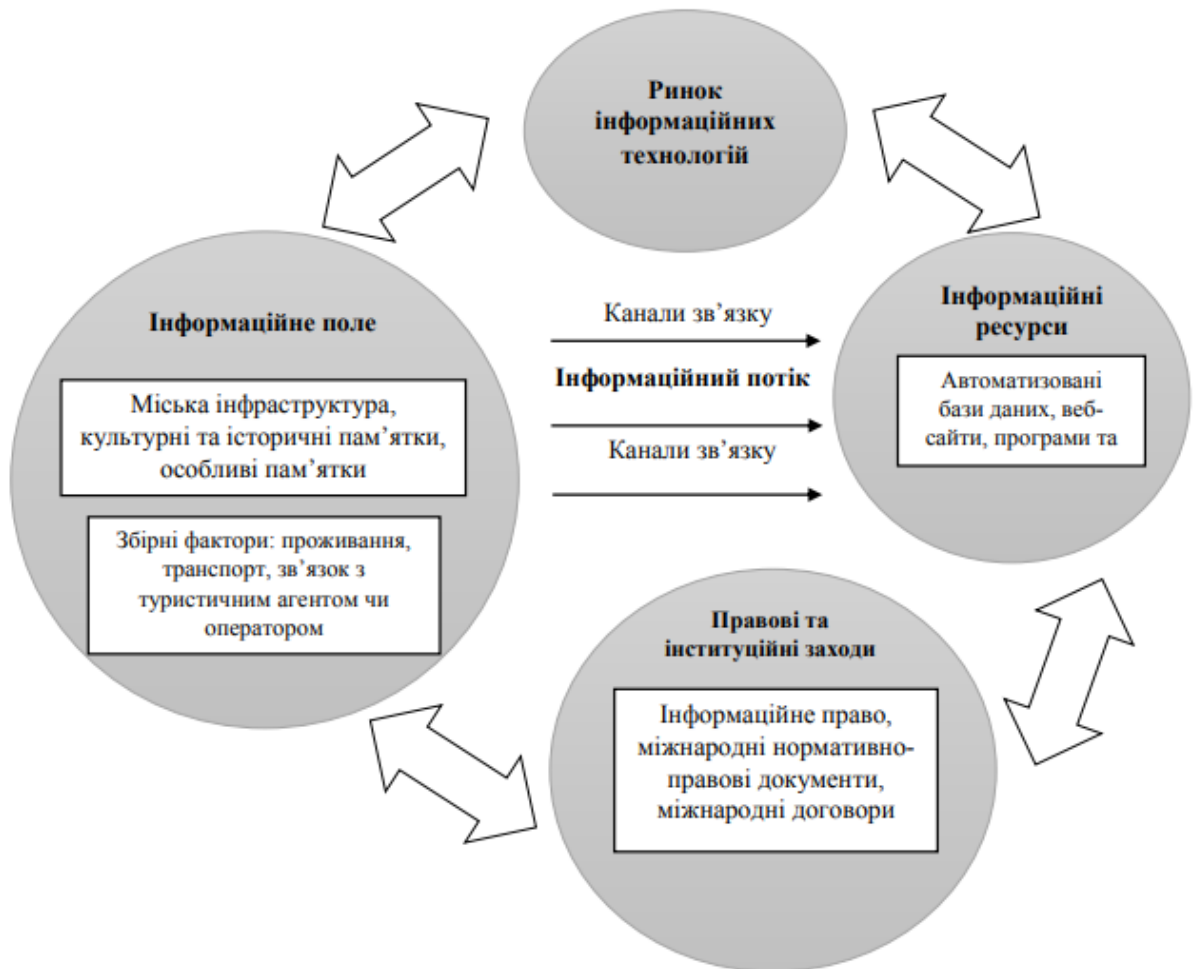 Ринок
інформаційних
технологій
Інформаційне поле
Міська інфраструктура,
культурні та історичні пам’ятки,
особливі пам’ятки
Збірні фактори: проживання,
транспорт, зв’язок з
туристичним агентом чи
оператором
Канали зв’язку
Інформаційний потік
Канали зв’язку
Інформаційні
ресурси
Автоматизовані
бази даних, веб-
сайти, програми та
Правові та
інституційні заходи
Інформаційне право,
міжнародні нормативно-
правові документи,
міжнародні договори